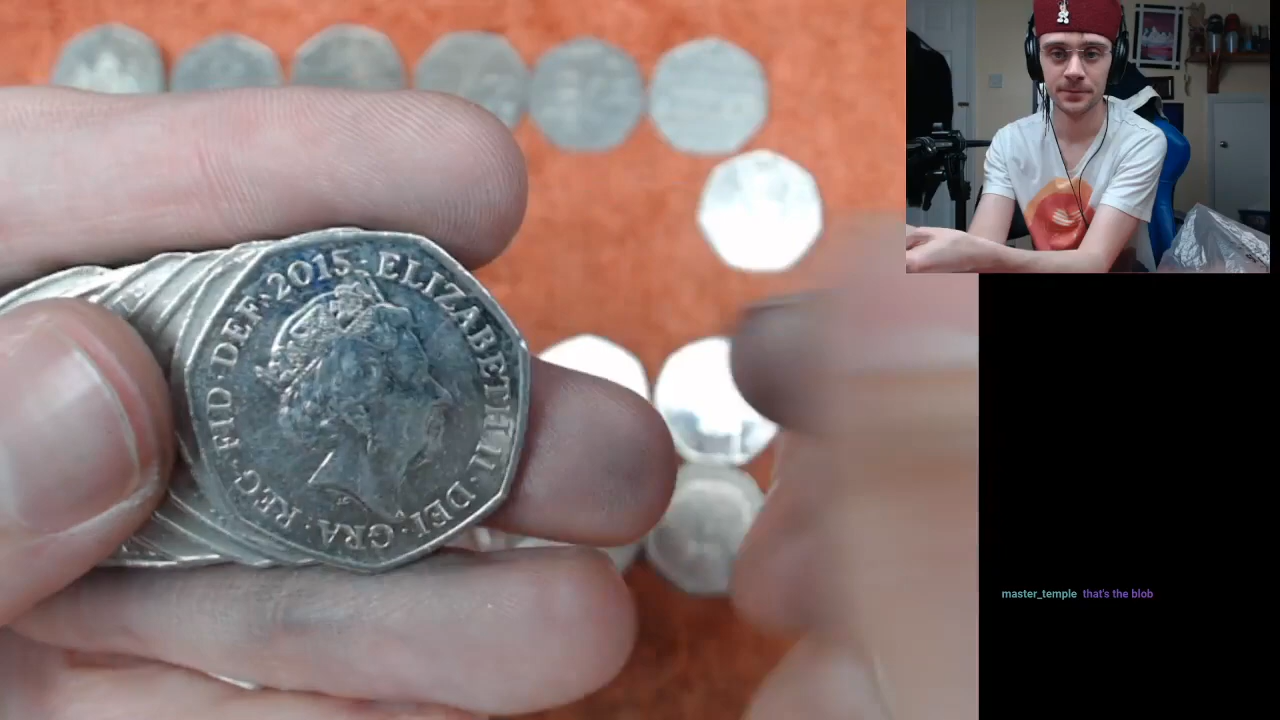 ELIZABETH II · DEI · GRA · REG · FID · DEF · 2015
master_temple that's the blob